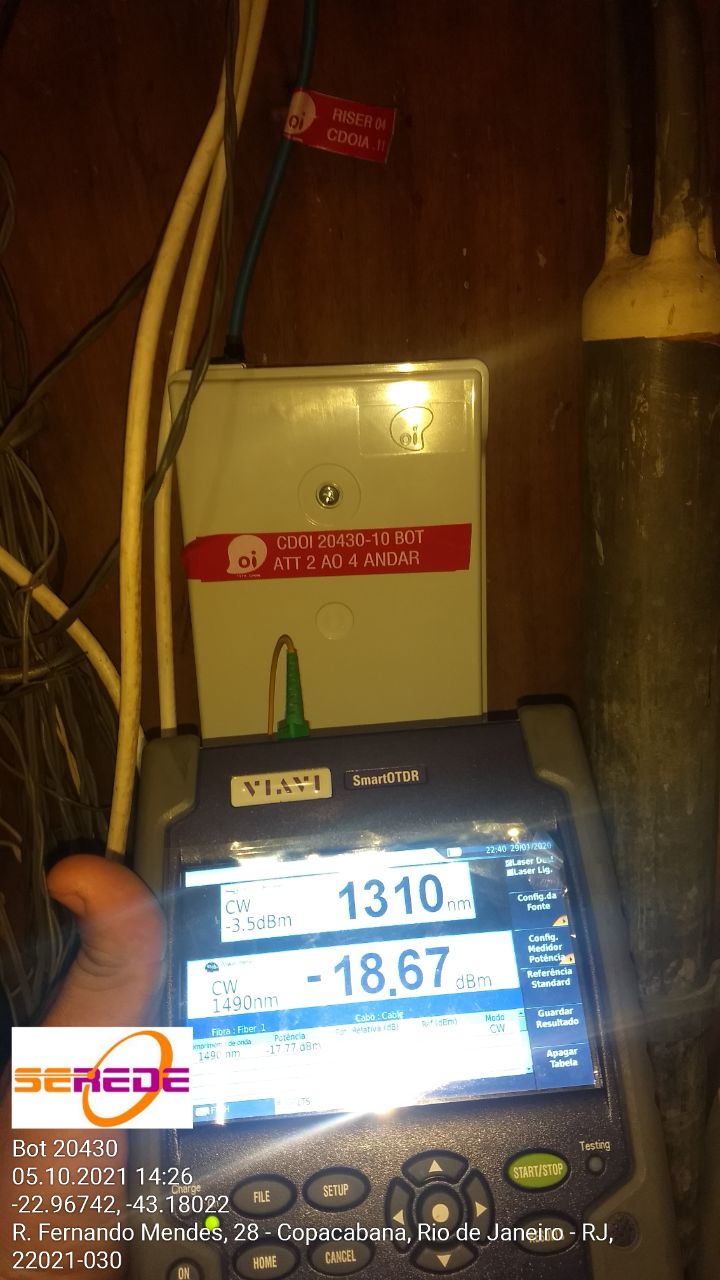 oi
RISER 04
CDOIA .11
oi
oi
CDOI 20430-10 BOT
ATT 2 AO 4 ANDAR
VIAVI
SmartOTDR
22:40 29/01/2020
Laser Lig.
CW
-3.5dBm
1310 nm
Config.da
Fonte
CW
1490nm
-18.67 dBm
Config.
Medidor
Potência
Referência
Standard
Guardar
Resultado
Apagar
Tabela
Fibra : Fiber 1
Cabo : Cable
Potência
Modo
1490 nm
-17.77 dBm
CW
SEREDE
Bot 20430
05.10.2021 14:26
-22.96742, -43.18022
R. Fernando Mendes, 28 - Copacabana, Rio de Janeiro - RJ,
22021-030
Testing
Charge
FILE
SETUP
START/STOP
ON
HOME
CANCEL